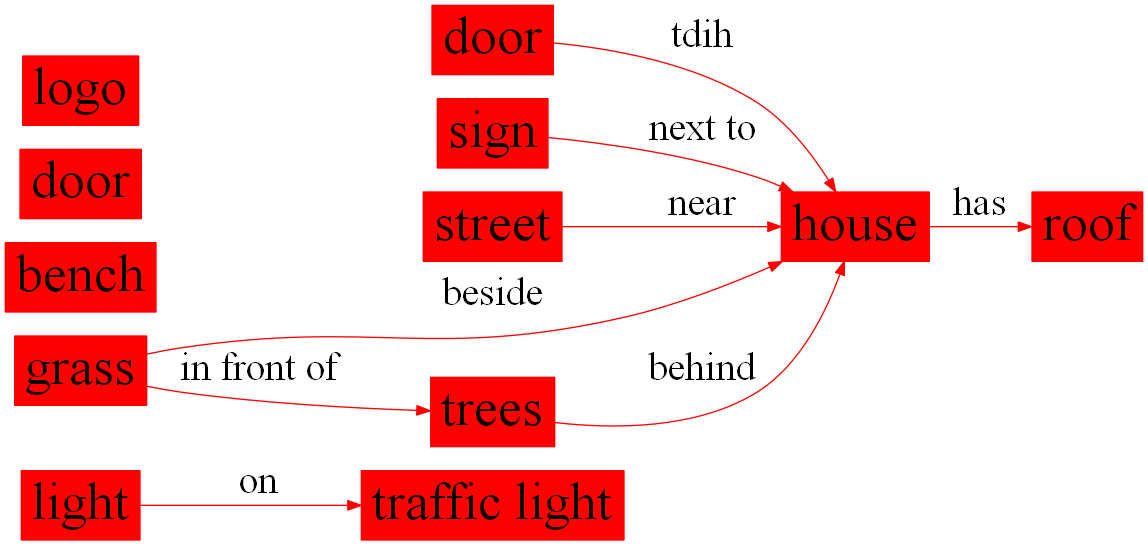 door
tdih
logo
sign
next to
door
street
near
house
has
roof
bench
beside
grass
in front of
behind
trees
light
on
traffic light